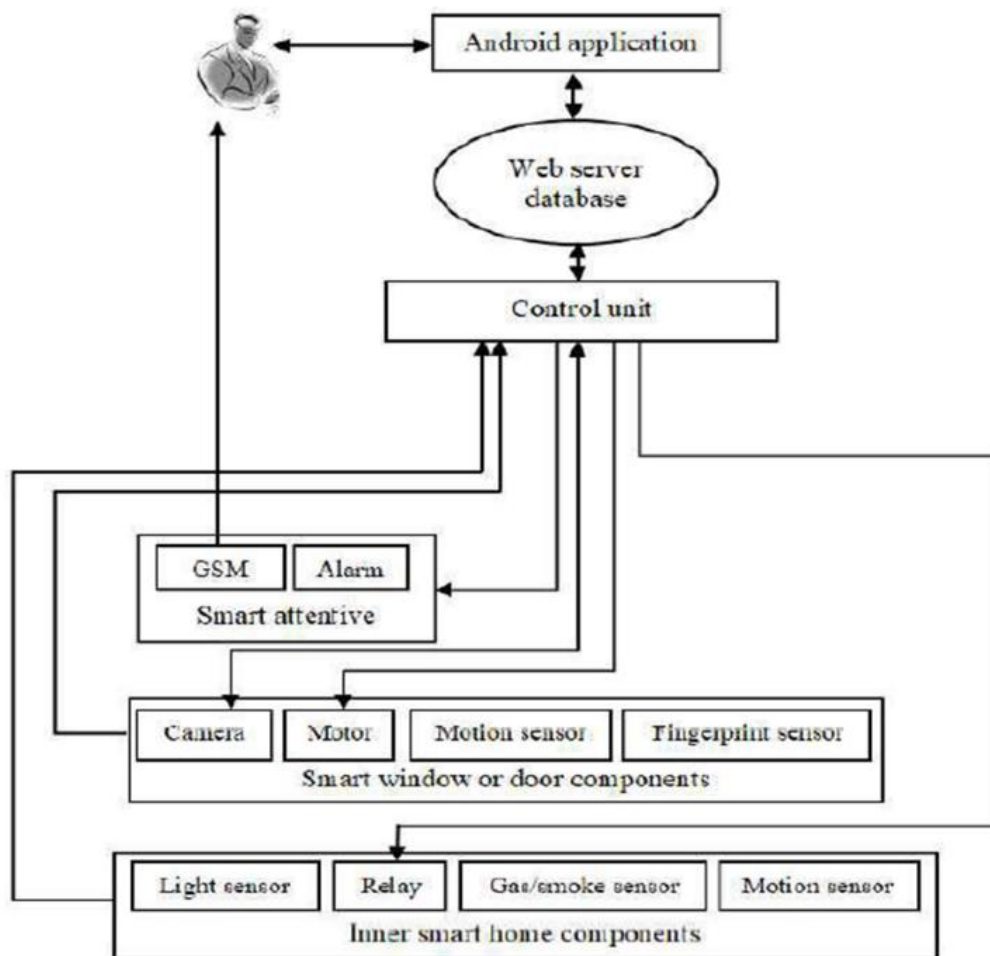 Android application
Web server
database
Control unit
GSM
Alarm
Smart attentive
Camera
Motor
Motion sensor
Fingerprint sensor
Smart window or door components
Light sensor
Relay
Gas/smoke sensor
Motion sensor
Inner smart home components